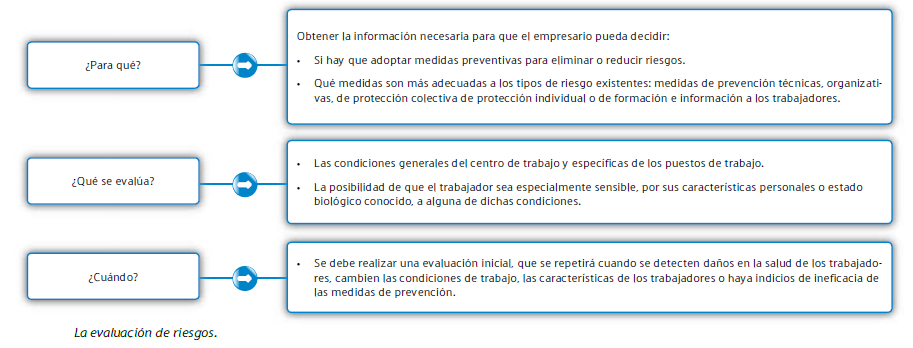 ¿Para qué?
Obtener la información necesaria para que el empresario pueda decidir:
• Si hay que adoptar medidas preventivas para eliminar o reducir riesgos.
• Qué medidas son más adecuadas a los tipos de riesgo existentes: medidas de prevención técnicas, organizati-
vas, de protección colectiva de protección individual o de formación e información a los trabajadores.
¿Qué se evalúa?
• Las condiciones generales del centro de trabajo y específicas de los puestos de trabajo.
• La posibilidad de que el trabajador sea especialmente sensible, por sus características personales o estado
biológico conocido, a alguna de dichas condiciones.
¿Cuándo?
• Se debe realizar una evaluación inicial, que se repetirá cuando se detecten daños en la salud de los trabajado-
res, cambien las condiciones de trabajo, las características de los trabajadores o haya indicios de ineficacia de
las medidas de prevención.
La evaluación de riesgos.